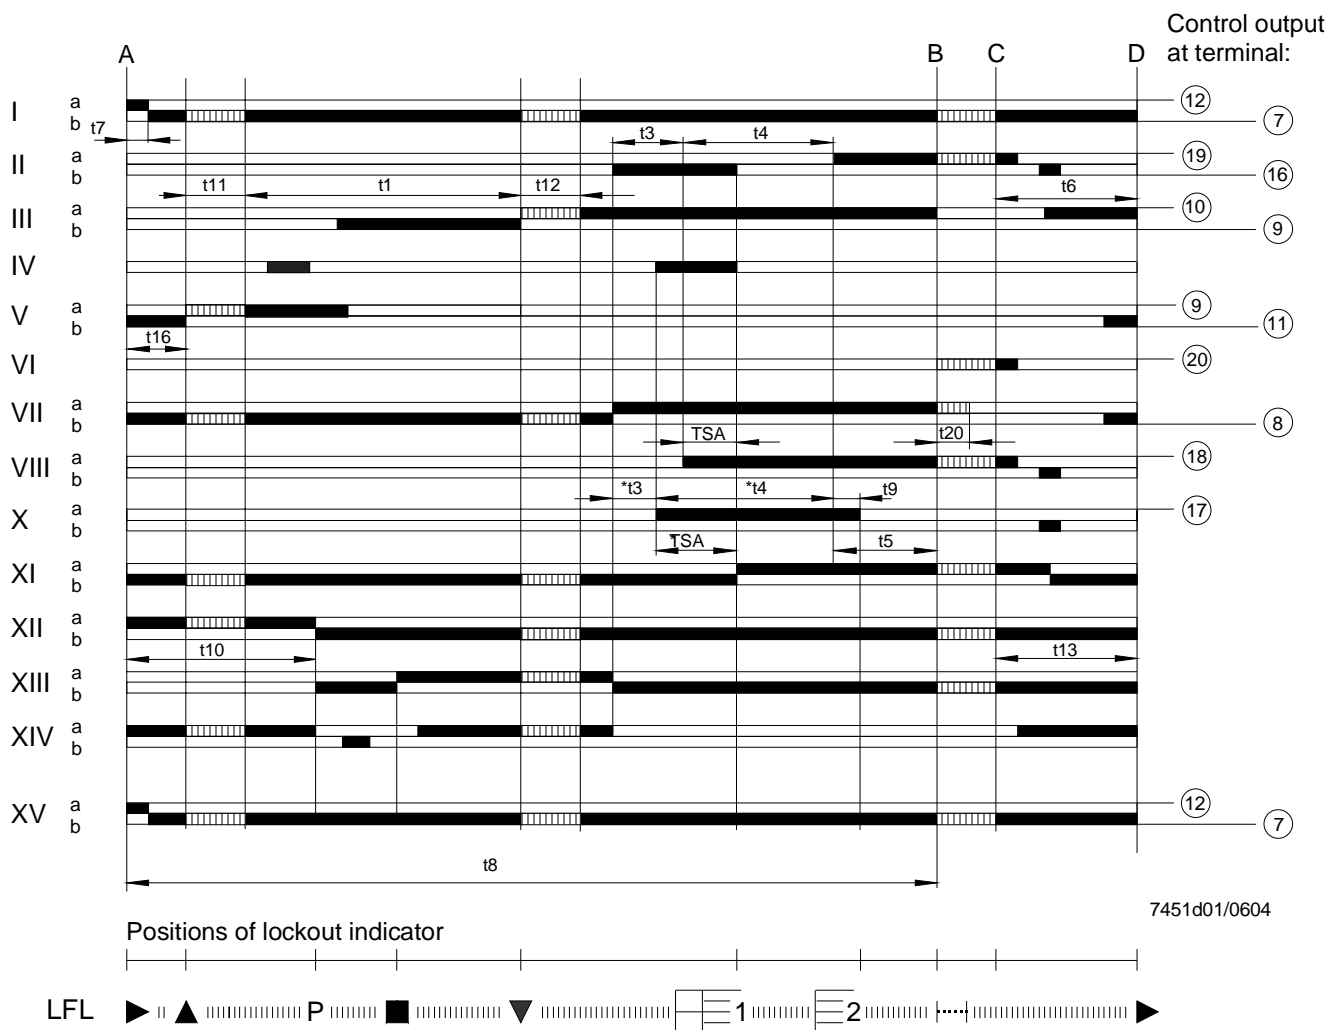 Control output
at terminal:
A B C D
I a 12
b 7
t7 t3 t4
II a 19
b 16
t11 t1 t12 t6
III a 10
b 9
IV
V a 9
b 11
t16
VI 20
VII a
b 8
TSA t20
VIII a 18
b
*t3 *t4 t9
X a 17
b
*TSA t5
XI a
b
XII a
b
t10 t13
XIII a
b
XIV a
b
XV a 12
b 7
t8
7451d01/0604
Positions of lockout indicator
LFL P 1 2